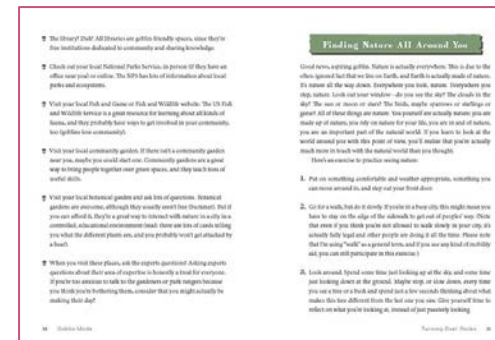 The library! Duh! All libraries are goblin friendly spaces, since they're
free institutions dedicated to community and sharing knowledge.
Check out your local National Parks Service, in person (if they have an
office near you) or online. The NPS has lots of information about local
parks and ecosystems.
Visit your local Fish and Game or Fish and Wildlife website. The US Fish
and Wildlife Service is a great resource for learning about all kinds of
fauna, and they probably have ways to get involved in your community,
too (goblins love community).
Visit your local community garden. If there isn't a community garden
near you, maybe you could start one. Community gardens are a great
way to bring people together over green spaces, and they teach tons of
useful skills.
Visit your local botanical garden and ask lots of questions. Botanical
gardens are awesome, although they usually aren't free (bummer). But if
you can afford it, they're a great way to interact with nature in a city in a
controlled, educational environment (read: there are lots of cards telling
you what the different plants are, and you probably won't get attacked by
a bear).
When you visit these places, ask the experts questions! Asking experts
questions about their area of expertise is honestly a treat for everyone.
If you're too anxious to talk to the gardeners or park rangers because
you think you're bothering them, consider that you might actually be
making their day!
Goblin Mode
Finding Nature All Around You
Good news, aspiring goblin. Nature is actually everywhere. This is due to the
often ignored fact that we live on Earth, and Earth is actually made of nature.
It's nature all the way down. Everywhere you look, nature. Everywhere you
step, nature. Look out your window—do you see the sky? The clouds in the
sky? The sun or moon or stars? The birds, maybe sparrows or starlings or
geese? All of these things are nature. You yourself are actually nature: you are
made up of nature, you rely on nature for your life, you are in and of nature,
you are an important part of the natural world. If you learn to look at the
world around you with this point of view, you'll realize that you're actually
much more in touch with the natural world than you thought.
Here's an exercise to practice seeing nature:
1. Put on something comfortable and weather appropriate, something you
can move around in, and step out your front door.
2. Go for a walk, but do it slowly. If you're in a busy city, this might mean you
have to stay on the edge of the sidewalk to get out of peoples' way. (Note
that even if you think you're not allowed to walk slowly in your city, it's
actually fully legal and other people are doing it all the time. Please note
that I'm using "walk" as a general term, and if you use any kind of mobility
aid, you can still participate in this exercise.)
3. Look around. Spend some time just looking up at the sky, and some time
just looking down at the ground. Maybe stop, or slow down, every time
you see a tree or a bush and spend just a few seconds thinking about what
makes this tree different from the last one you saw. Give yourself time to
reflect on what you're looking at, instead of just passively looking.
Turning Over Rocks